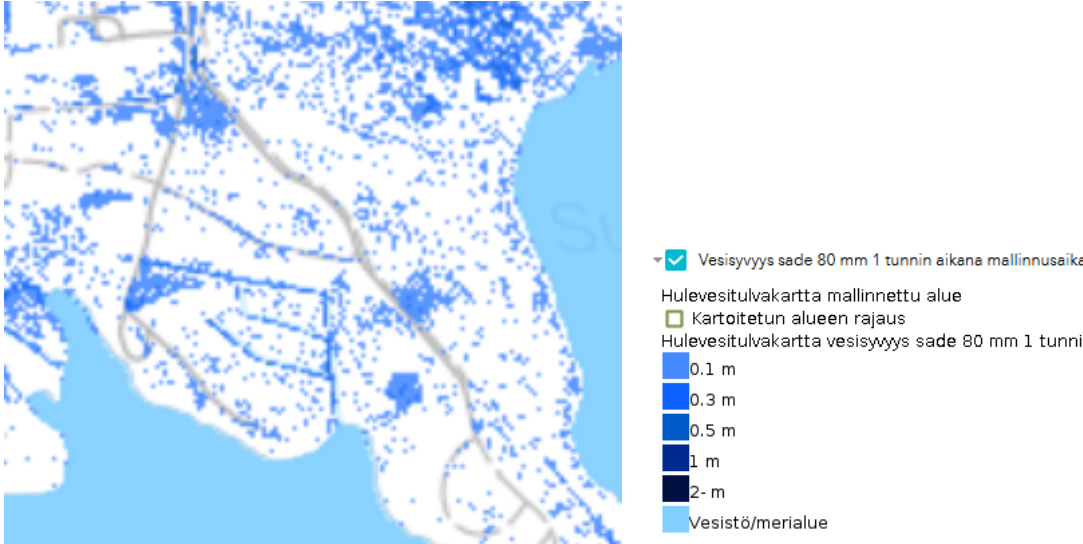 Su
Vesisyvyys sade 80 mm 1 tunnin aikana mallinnusaika
Hulevesitulvakartta mallinnettu alue
Kartoitetun alueen rajaus
Hulevesitulvakartta vesisyvyys sade 80 mm 1 tunni
0.1 m
0.3 m
0.5 m
1 m
2- m
Vesistö/merialue